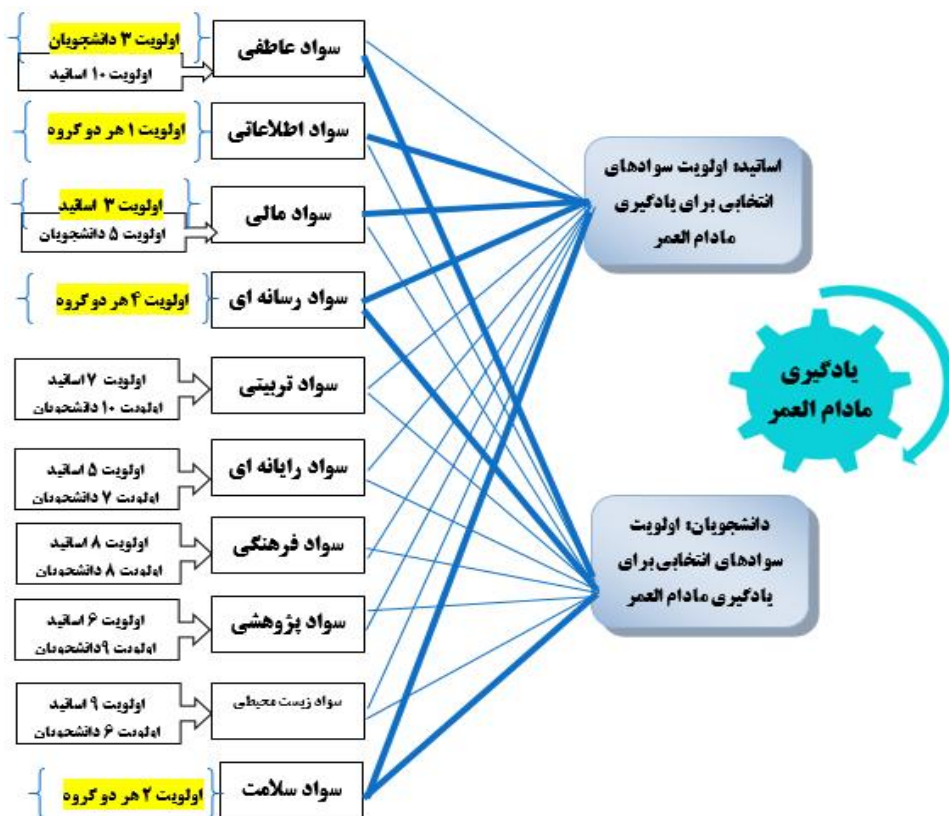 سواد عاطفی
اولویت ۳ دانشجویان
اولویت ۱۰ اساتید
سواد اطلاعاتی
اولویت ۱ هر دو گروه
سواد مالی
اولویت ۳ اساتید
اولویت ۵ دانشجویان
سواد رسانه ای
اولویت ۴ هر دو گروه
سواد تربیتی
اولویت ۷ اساتید
اولویت ۱۰ دانشجویان
سواد رایانه ای
اولویت ۵ اساتید
اولویت ۷ دانشجویان
سواد فرهنگی
اولویت ۸ اساتید
اولویت ۸ دانشجویان
سواد پژوهشی
اولویت ۶ اساتید
اولویت ۹دانشجویان
سواد زیست محیطی
اولویت ۹ اساتید
اولویت ۶ دانشجویان
سواد سلامت
اولویت ۲ هر دو گروه
اساتید: اولویت سوادهای
انتخابی برای یادگیری
مادام العمر
یادگیری
مادام العمر
دانشجویان: اولویت
سوادهای انتخابی برای
یادگیری مادام العمر